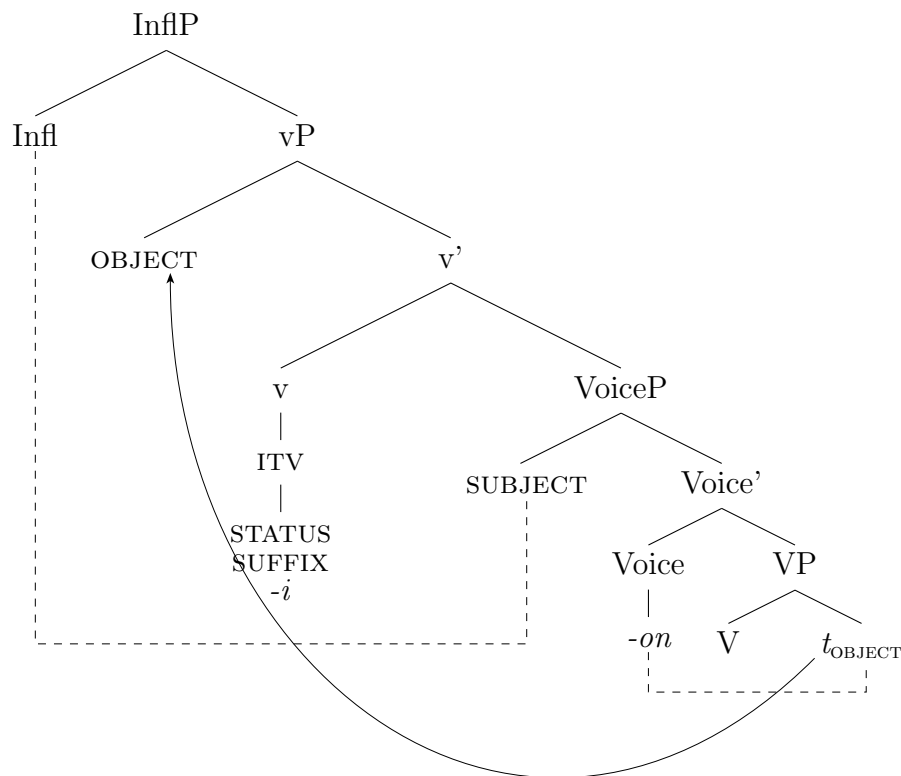 InflP
Infl vP
OBJECT v’
v VoiceP
ITV
SUBJECT Voice’
STATUS
SUFFIX
-i
Voice VP
-on V tOBJECT